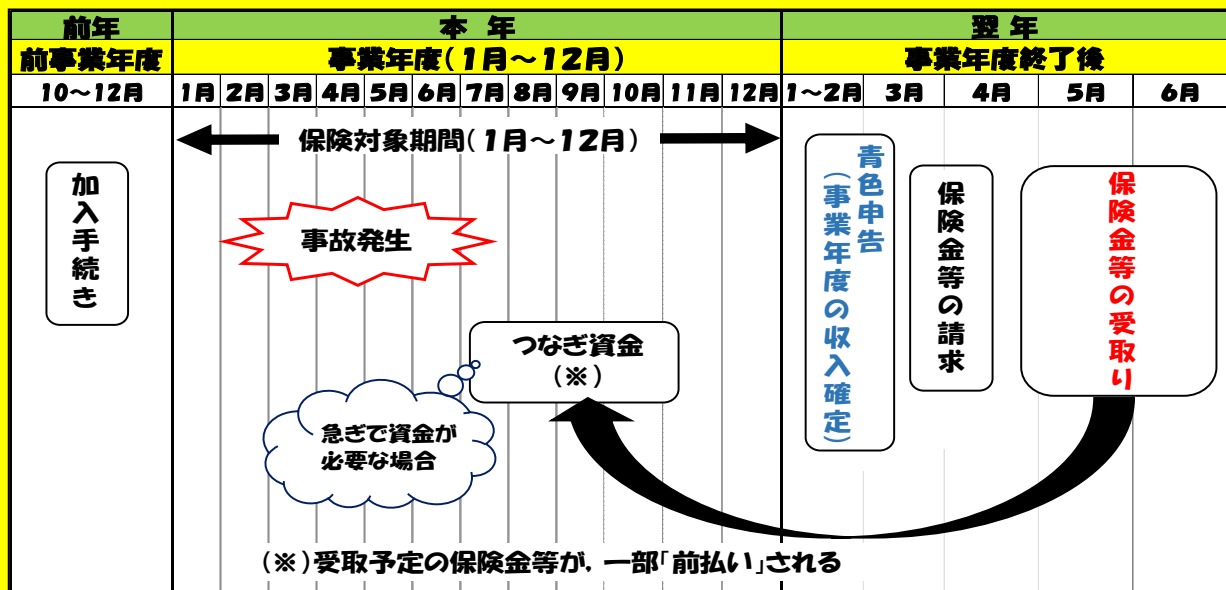 前年 本 年 翌 年
前事業年度 事業年度(1月～12月) 事業年度終了後
10～12月 1月 2月 3月 4月 5月 6月 7月 8月 9月 10月 11月 12月 1～2月 3月 4月 5月 6月
保険対象期間(1月～12月)
加入手続き
事故発生
つなぎ資金
(※)
急ぎで資金が
必要な場合
青色申告
(事業年度の収入確定)
保険金等の請求
保険金等の受取り
(※)受取予定の保険金等が, 一部「前払い」される